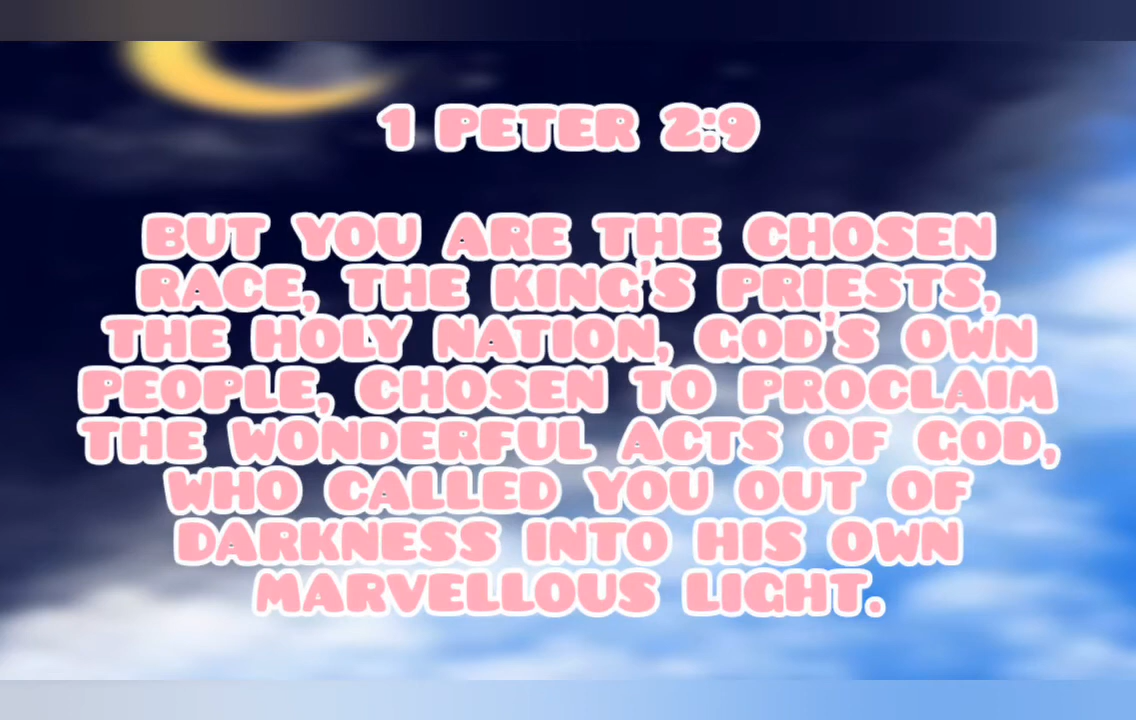 1 PETER 2:9
BUT YOU ARE THE CHOSEN
RACE, THE KING'S PRIESTS,
THE HOLY NATION, GOD'S OWN
PEOPLE, CHOSEN TO PROCLAIM
THE WONDERFUL ACTS OF GOD,
WHO CALLED YOU OUT OF
DARKNESS INTO HIS OWN
MARVELLOUS LIGHT.